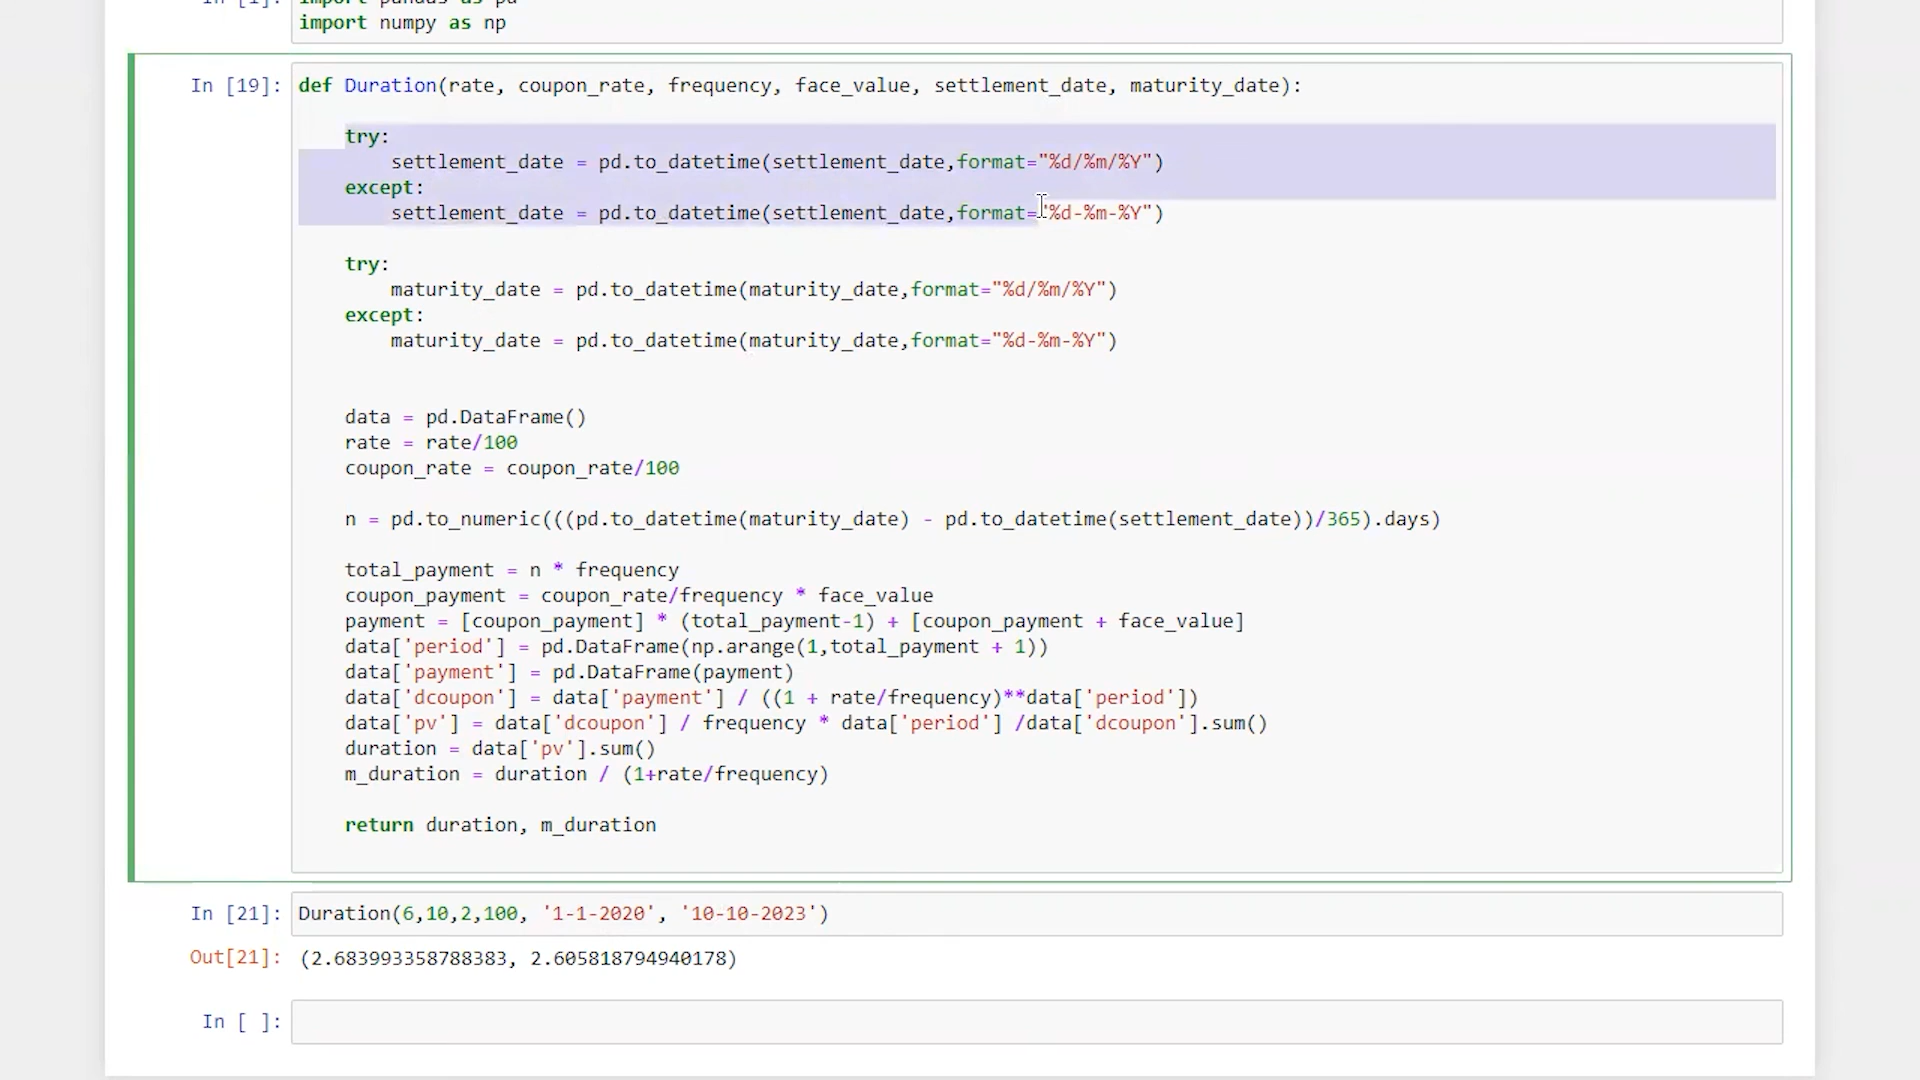 In [1]: import pandas as pd
import numpy as np
In [19]: def Duration(rate, coupon_rate, frequency, face_value, settlement_date, maturity_date):
try:
settlement_date = pd.to_datetime(settlement_date,format="%d/%m/%Y")
except:
settlement_date = pd.to_datetime(settlement_date,format="%d-%m-%Y")
try:
maturity_date = pd.to_datetime(maturity_date,format="%d/%m/%Y")
except:
maturity_date = pd.to_datetime(maturity_date,format="%d-%m-%Y")
data = pd.DataFrame()
rate = rate/100
coupon_rate = coupon_rate/100
n = pd.to_numeric(((pd.to_datetime(maturity_date) - pd.to_datetime(settlement_date))/365).days)
total_payment = n * frequency
coupon_payment = coupon_rate/frequency * face_value
payment = [coupon_payment] * (total_payment-1) + [coupon_payment + face_value]
data['period'] = pd.DataFrame(np.arange(1,total_payment + 1))
data['payment'] = pd.DataFrame(payment)
data['dcoupon'] = data['payment'] / ((1 + rate/frequency)**data['period'])
data['pv'] = data['dcoupon'] / frequency * data['period'] /data['dcoupon'].sum()
duration = data['pv'].sum()
m_duration = duration / (1+rate/frequency)
return duration, m_duration
In [21]: Duration(6,10,2,100, '1-1-2020', '10-10-2023')
Out[21]: (2.683993358788383, 2.605818794940178)
In [ ]: